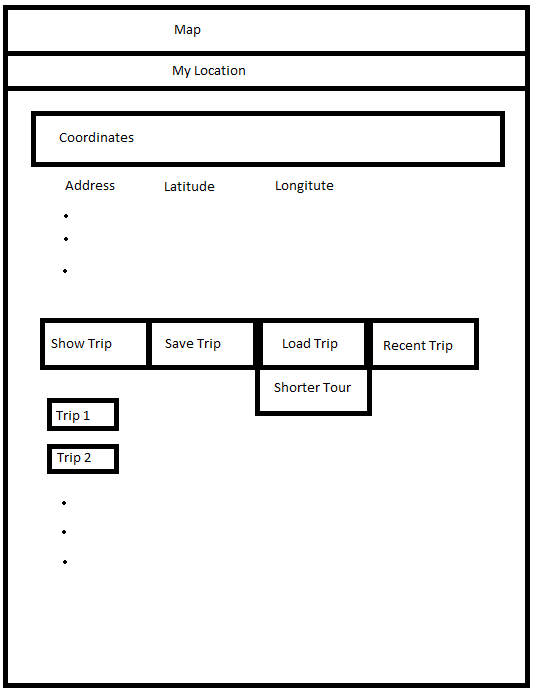 Map
My Location
Coordinates
Address Latitude Longitute
Show Trip Save Trip Load Trip Recent Trip
Shorter Tour
Trip 1
Trip 2